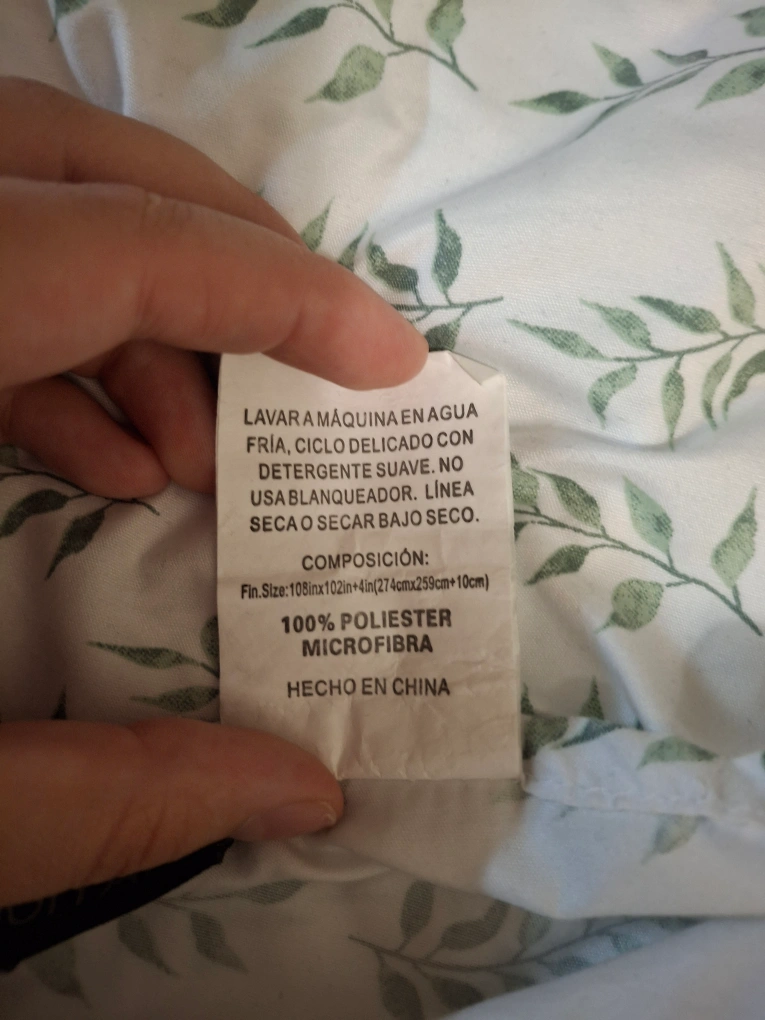 LAVAR A MÁQUINA EN AGUA
FRÍA, CICLO DELICADO CON
DETERGENTE SUAVE. NO
USA BLANQUEADOR. LÍNEA
SECA O SECAR BAJO SECO.
COMPOSICIÓN:
Fin.Size:108inx102in+4in(274cmx259cm+10cm)
100% POLIESTER
MICROFIBRA
HECHO EN CHINA